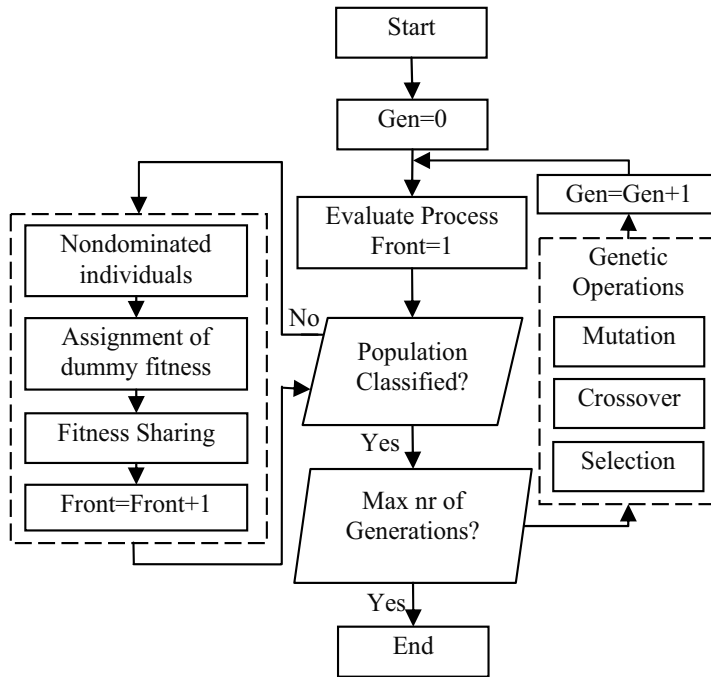 Start
Gen=0
Gen=Gen+1
Evaluate Process
Front=1
Nondominated
individuals
Genetic
Operations
No
Assignment of
dummy fitness
Population
Classified?
Mutation
Crossover
Fitness Sharing
Yes
Selection
Front=Front+1
Max nr of
Generations?
Yes
End